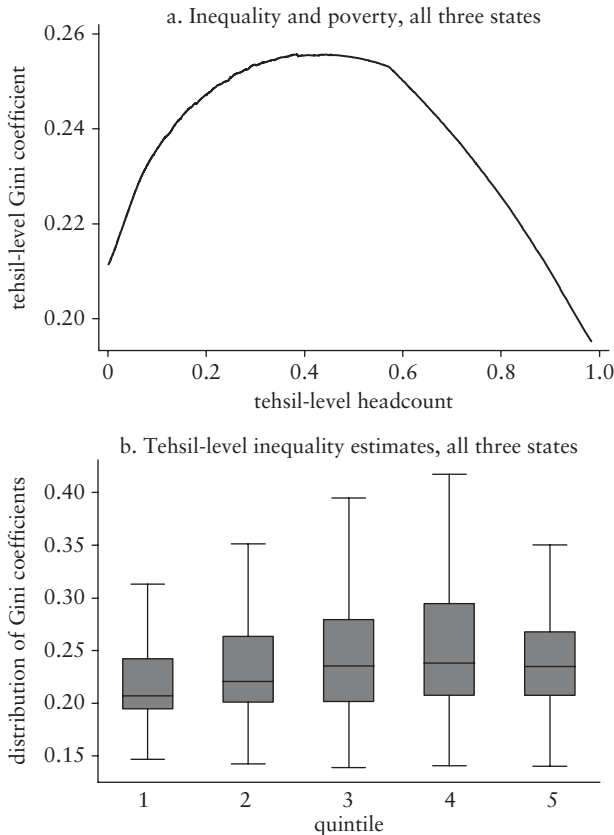 a. Inequality and poverty, all three states
tehsil-level Gini coefficient
0.26
0.24
0.22
0.20
0 0.2 0.4 0.6 0.8 1.0
tehsil-level headcount
b. Tehsil-level inequality estimates, all three states
distribution of Gini coefficients
0.40
0.35
0.30
0.25
0.20
0.15
1 2 3 4 5
quintile